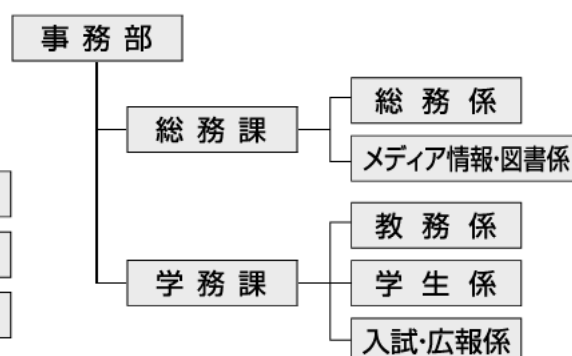 事務部
総務課
総務係
メディア情報・図書係
学務課
教務係
学生係
入試・広報係